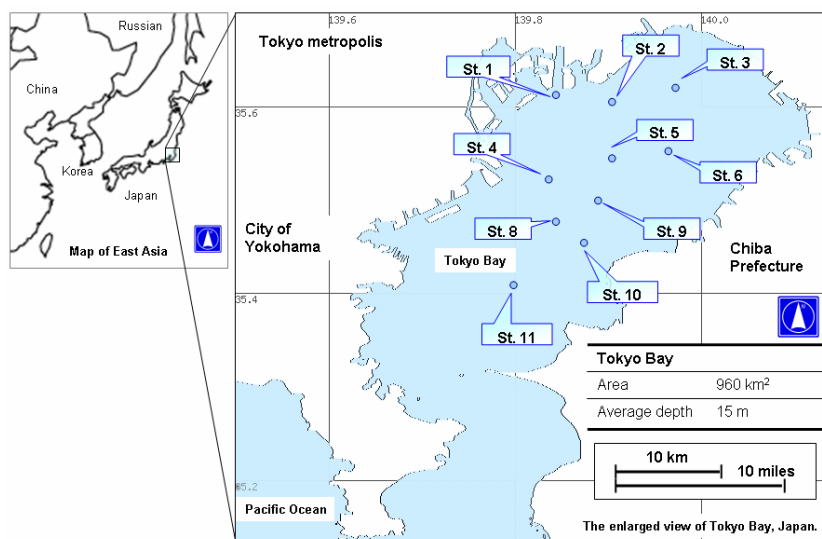 Russian
China
Korea
Japan
Map of East Asia
139.6
139.8
140.0
Tokyo metropolis
St. 1
St. 2
St. 3
35.6
St. 4
St. 5
St. 6
City of
Yokohama
St. 8
St. 9
Tokyo Bay
Chiba
Prefecture
St. 10
35.4
St. 11
Tokyo Bay
Area 960 km²
Average depth 15 m
10 km
10 miles
35.2
Pacific Ocean
The enlarged view of Tokyo Bay, Japan.